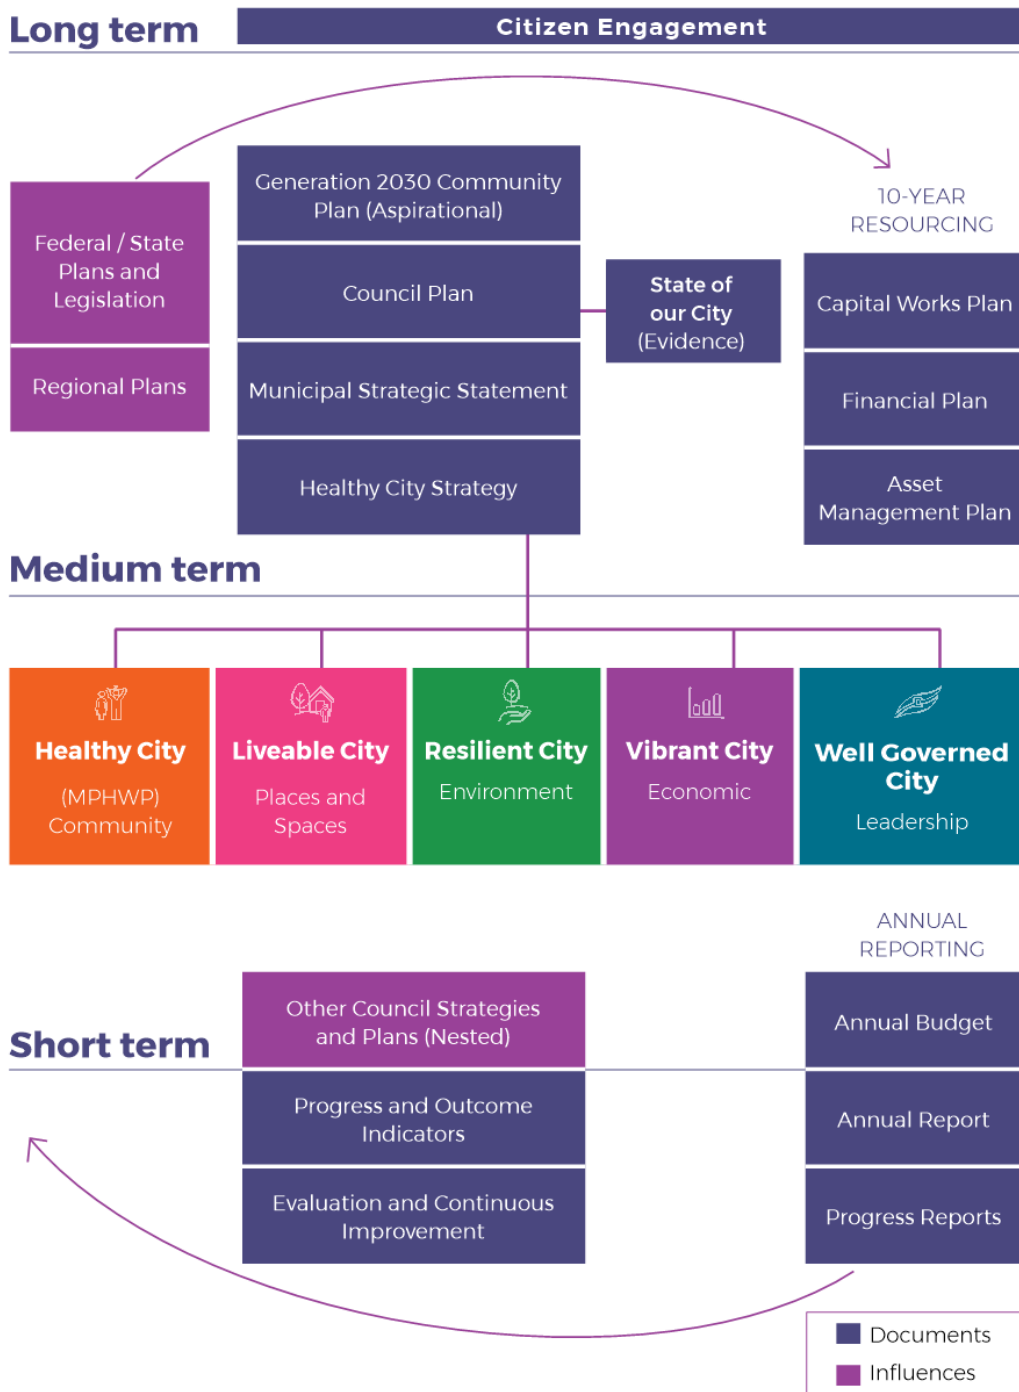 Long term
Citizen Engagement
Federal / State
Plans and
Legislation
Regional Plans
Generation 2030 Community
Plan (Aspirational)
Council Plan
Municipal Strategic Statement
Healthy City Strategy
State of
our City
(Evidence)
10-YEAR
RESOURCING
Capital Works Plan
Financial Plan
Asset
Management Plan
Medium term
Healthy City
(MPHWP)
Community
Liveable City
Places and
Spaces
Resilient City
Environment
Vibrant City
Economic
Well Governed
City
Leadership
Short term
Other Council Strategies
and Plans (Nested)
Progress and Outcome
Indicators
Evaluation and Continuous
Improvement
ANNUAL
REPORTING
Annual Budget
Annual Report
Progress Reports
Documents
Influences